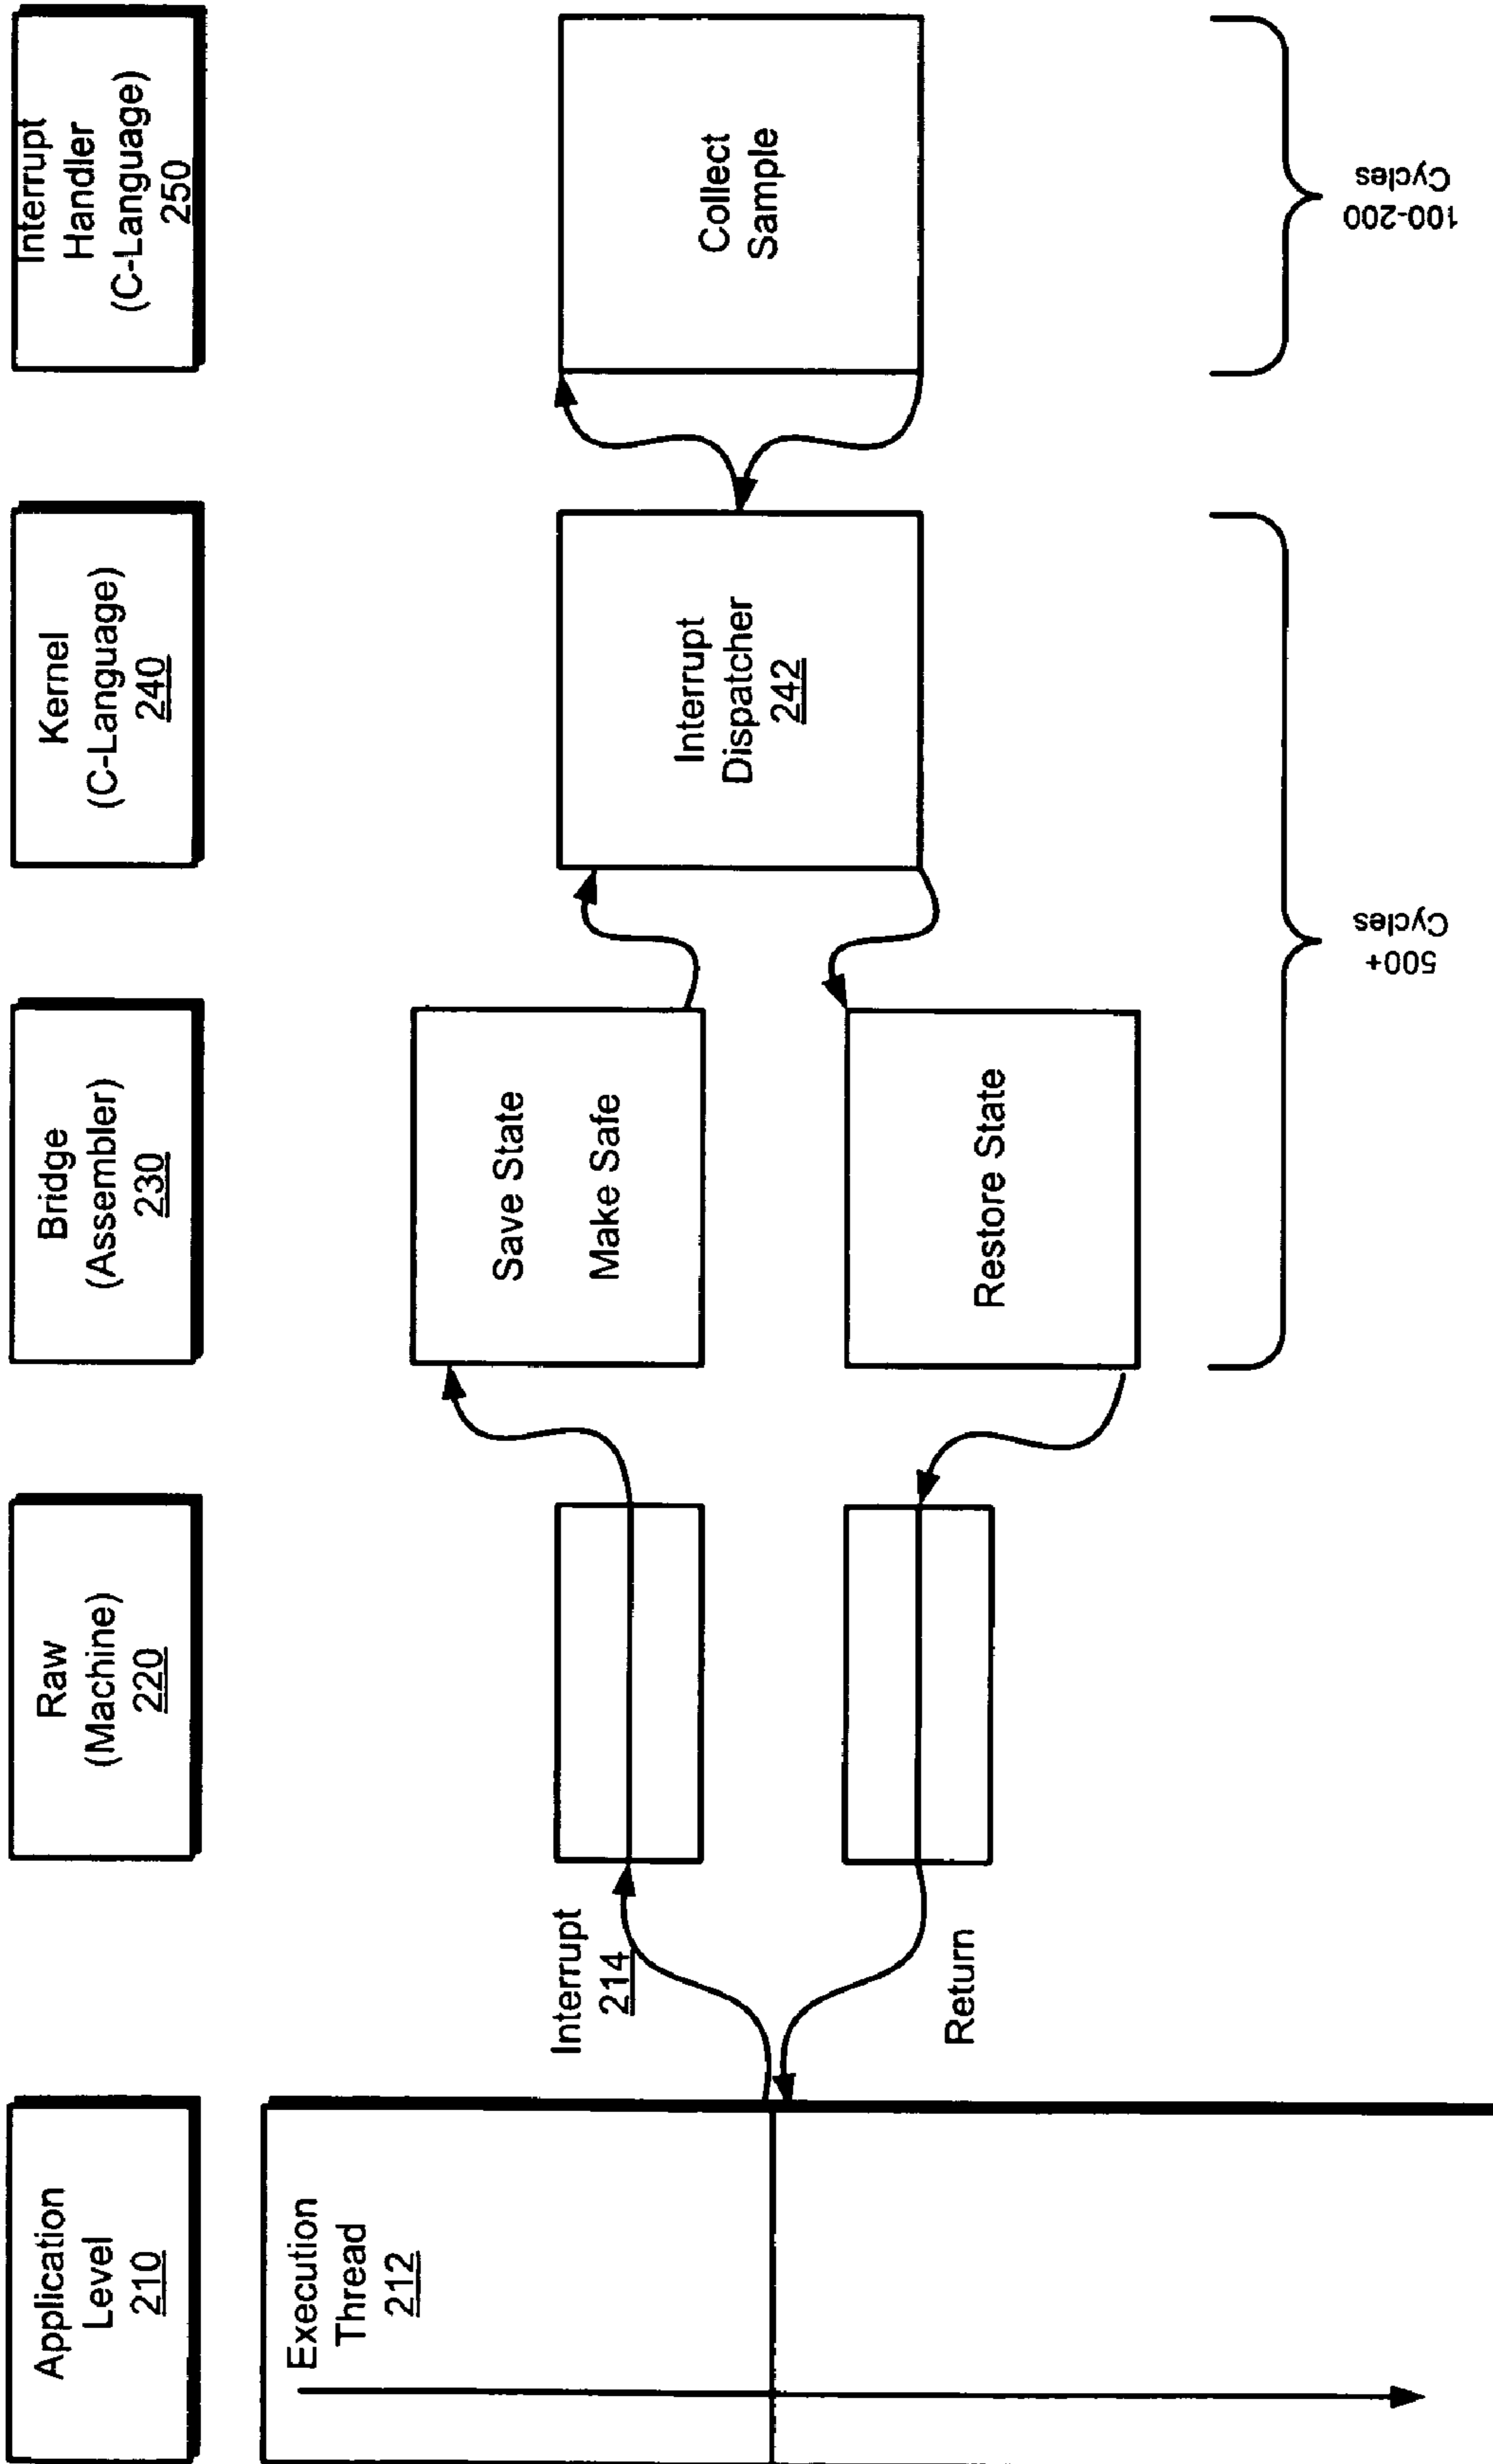 Application
Level
210
Raw
(Machine)
220
Bridge
(Assembler)
230
Kernel
(C-Language)
240
Interrupt
Handler
(C-Language)
250
Execution
Thread
212
Interrupt
214
Return
Save State
Make Safe
Restore State
Interrupt
Dispatcher
242
Collect
Sample
500+
Cycles
100-200
Cycles